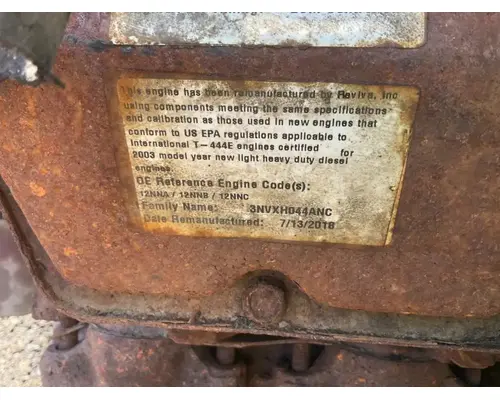 This engine has been remanufactured by Reviva, Inc
using components meeting the same specifications
and calibration as those used in new engines that
conform to US EPA regulations applicable to
International T-444E engines certified for
2003 model year new light heavy duty diesel
engines.
OE Reference Engine Code(s):
12NNA / 12NNB / 12NNC
Family Name: 3NVXH044ANC
Date Remanufactured: 7/13/2018